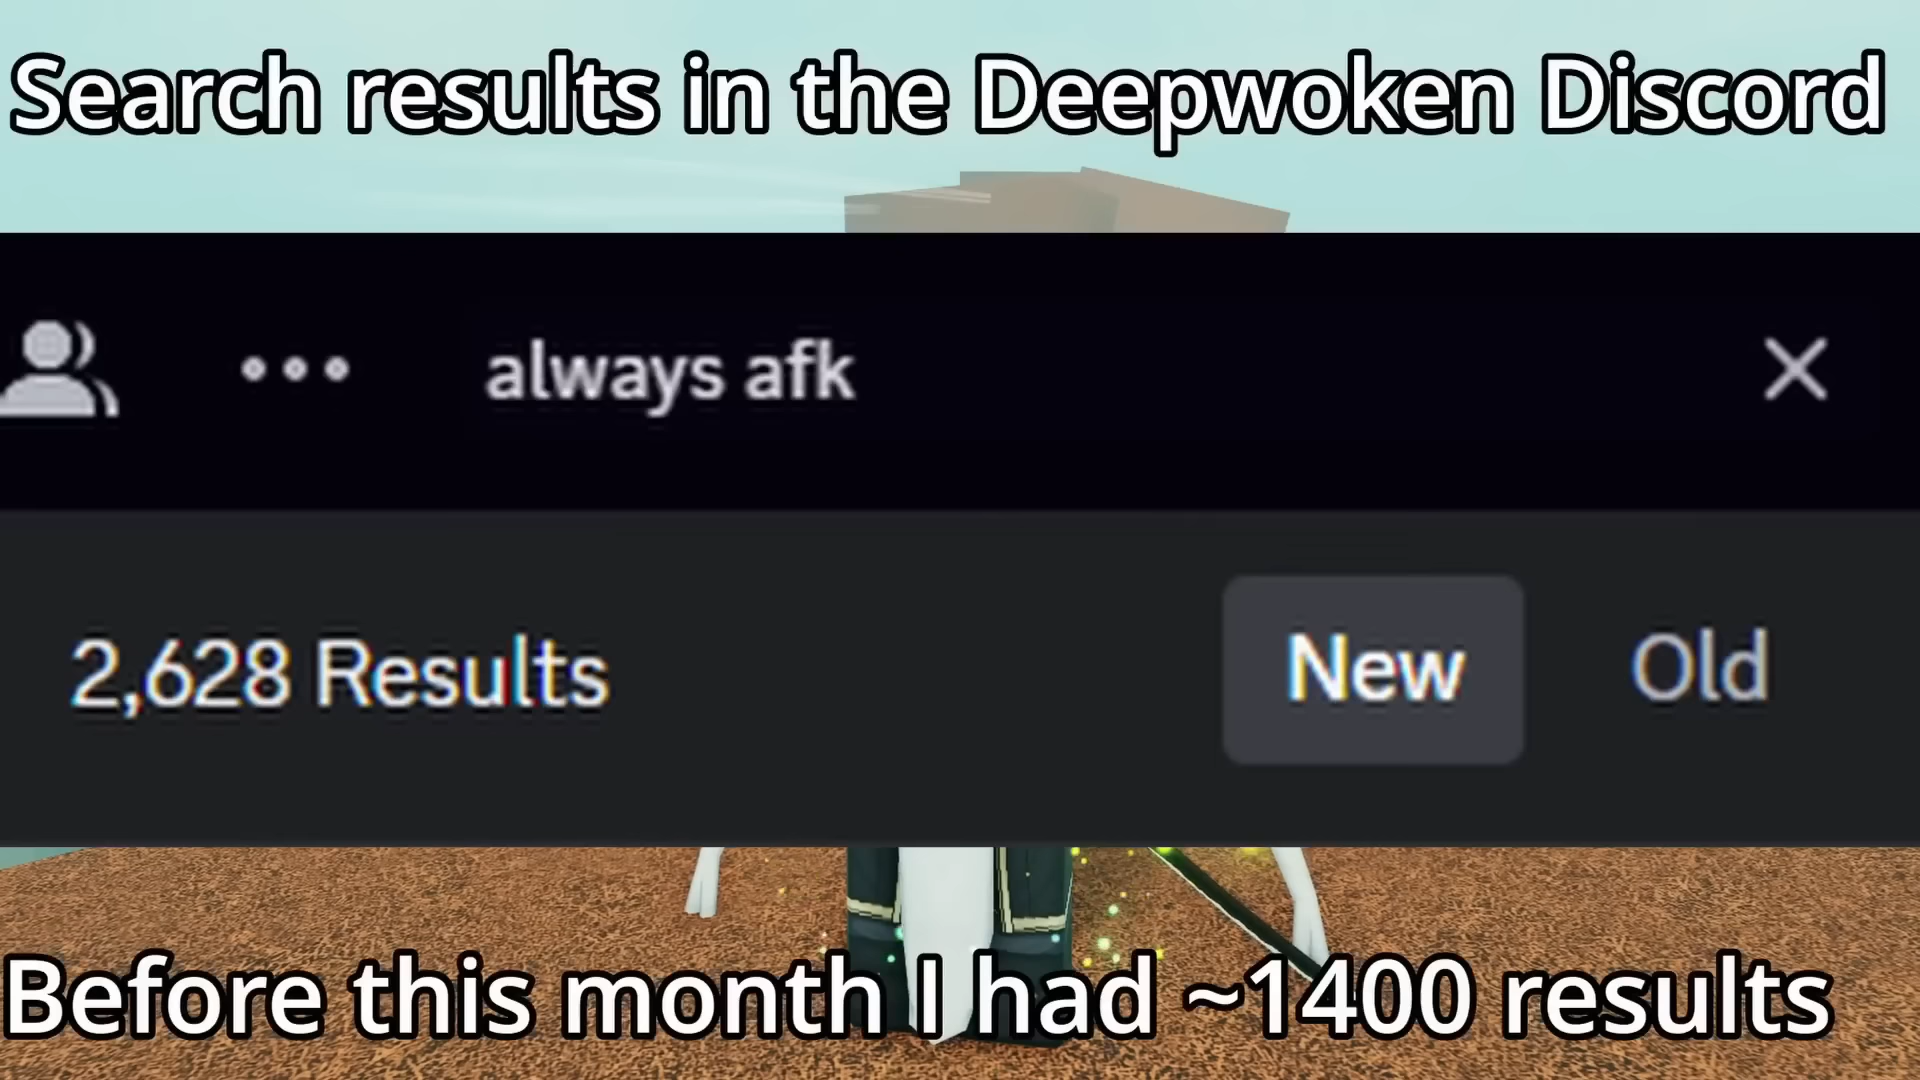 Search results in the Deepwoken Discord
always afk
2,628 Results
New
Old
Before this month I had ~1400 results